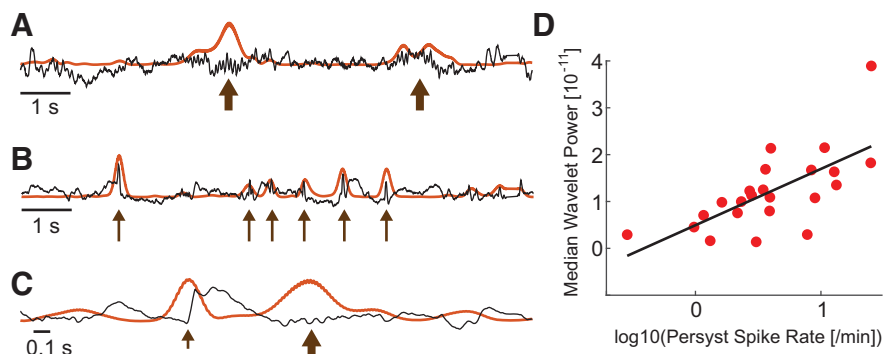 A
1 s
B
1 s
C
0.1 s
D
Median Wavelet Power [10⁻¹¹]
4
3
2
1
0
0 1
log10(Persyst Spike Rate [/min])